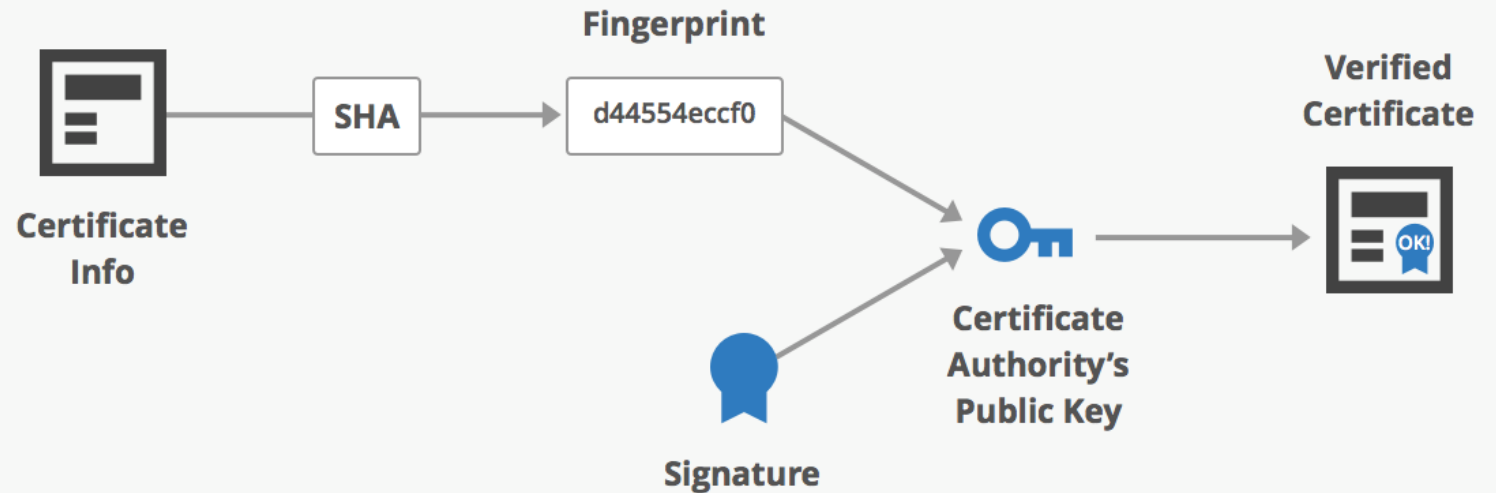 Fingerprint
SHA
d44554eccf0
Certificate
Info
Signature
Certificate
Authority’s
Public Key
Verified
Certificate
OK!